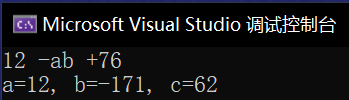 Microsoft Visual Studio 调试控制台
12 -ab +76
a=12, b=-171, c=62